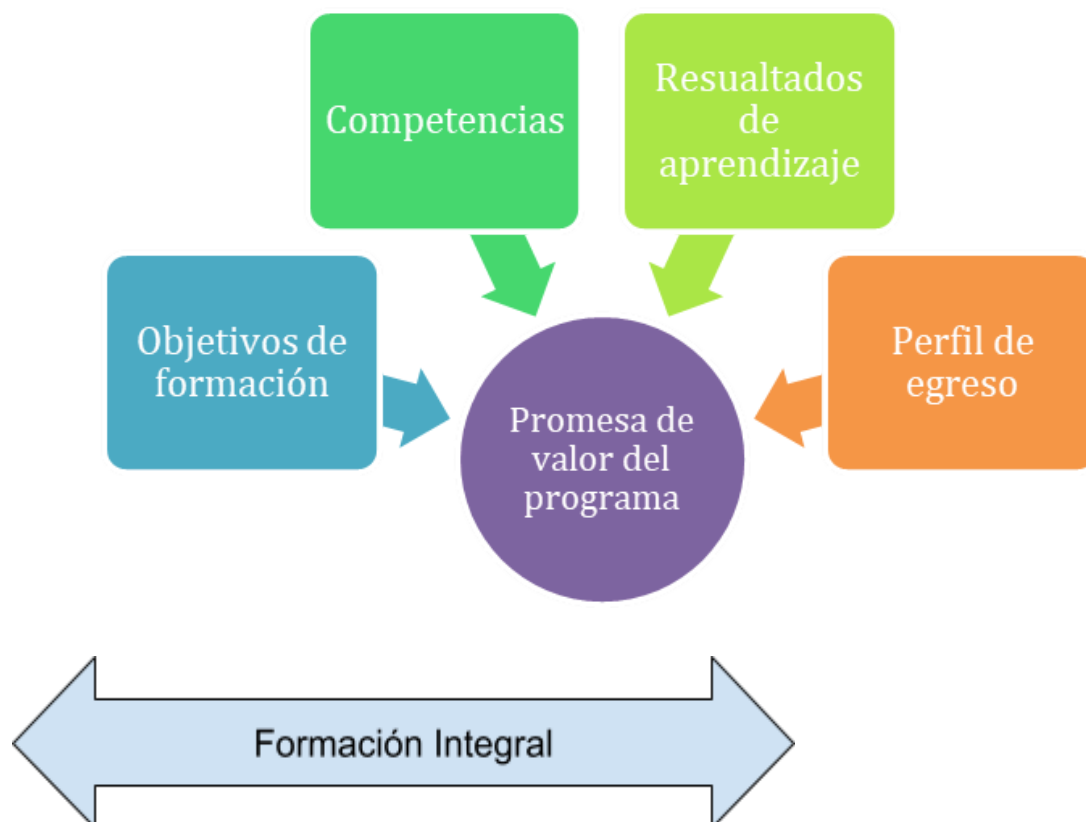 Competencias
Resualtados
de
aprendizaje
Objetivos de
formación
Perfil de
egreso
Promesa de
valor del
programa
Formación Integral